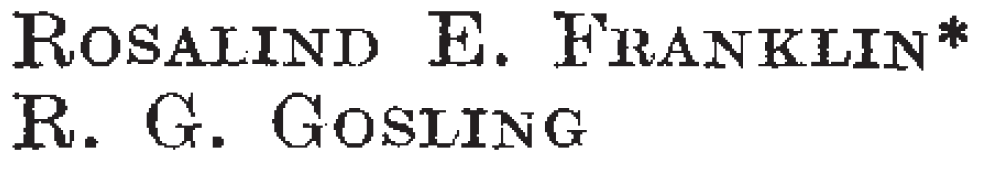 Rosalind E. Franklin*
R. G. Gosling